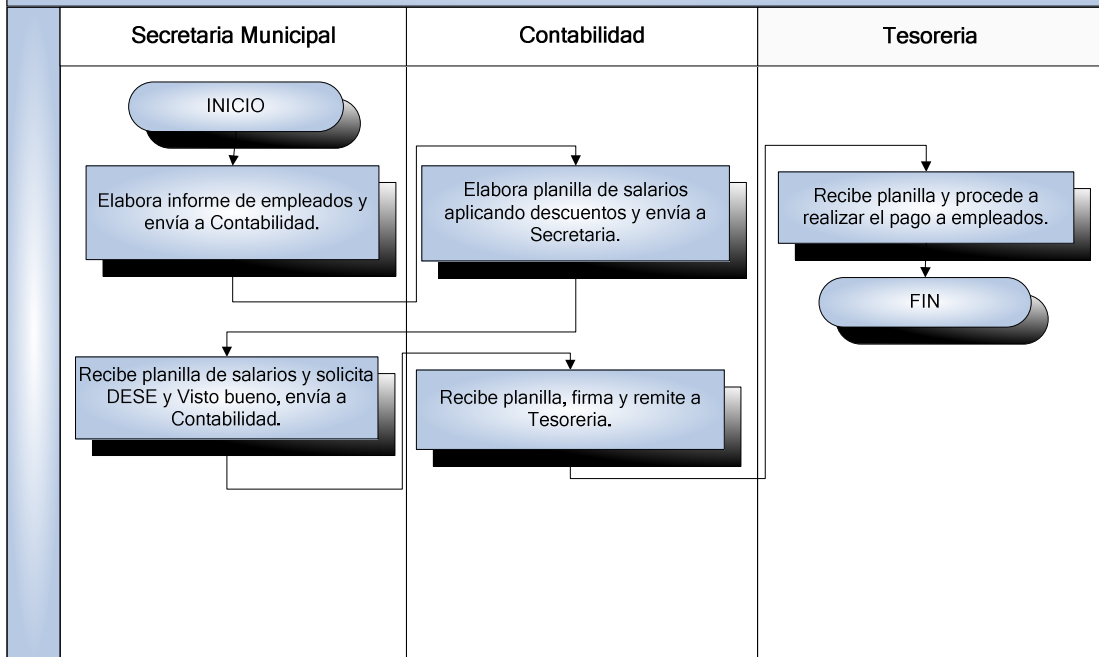 Secretaria Municipal
Contabilidad
Tesoreria
INICIO
Elabora informe de empleados y
envía a Contabilidad.
Elabora planilla de salarios
aplicando descuentos y envía a
Secretaria.
Recibe planilla y procede a
realizar el pago a empleados.
FIN
Recibe planilla de salarios y solicita
DESE y Visto bueno, envía a
Contabilidad.
Recibe planilla, firma y remite a
Tesoreria.